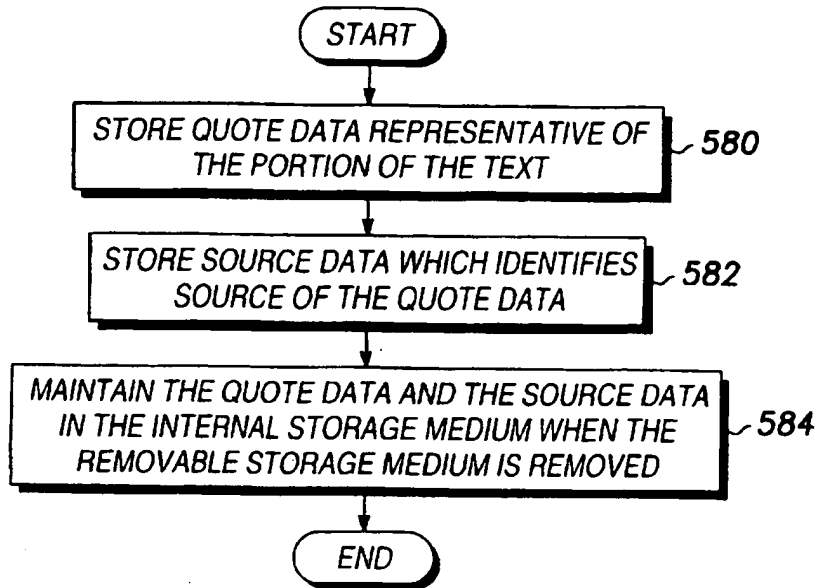 START
STORE QUOTE DATA REPRESENTATIVE OF
THE PORTION OF THE TEXT
580
STORE SOURCE DATA WHICH IDENTIFIES
SOURCE OF THE QUOTE DATA
582
MAINTAIN THE QUOTE DATA AND THE SOURCE DATA
IN THE INTERNAL STORAGE MEDIUM WHEN THE
REMOVABLE STORAGE MEDIUM IS REMOVED
584
END